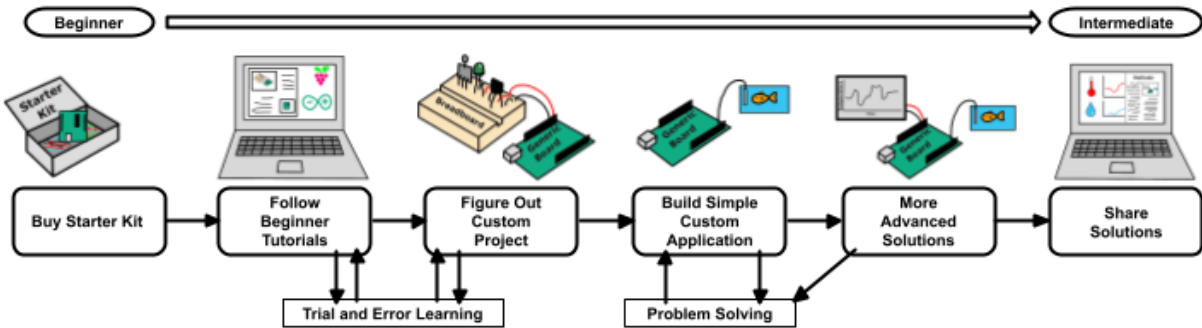 Beginner
Intermediate
Starter
Kit
Breadboard
Generic
Board
Generic
Board
Generic
Board
Buy Starter Kit
Follow
Beginner
Tutorials
Figure Out
Custom
Project
Build Simple
Custom
Application
More
Advanced
Solutions
Share
Solutions
Trial and Error Learning
Problem Solving